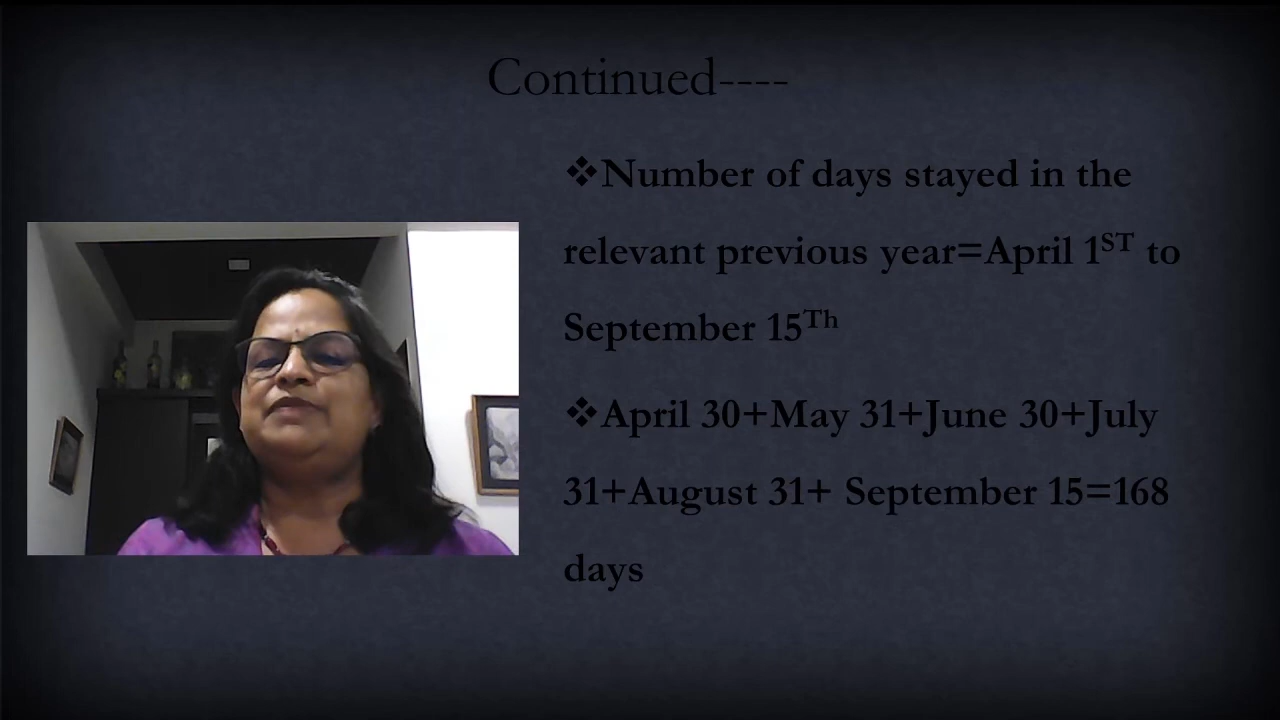 Continued----
❖Number of days stayed in the
relevant previous year=April 1ST to
September 15Th
❖April 30+May 31+June 30+July
31+August 31+ September 15=168
days